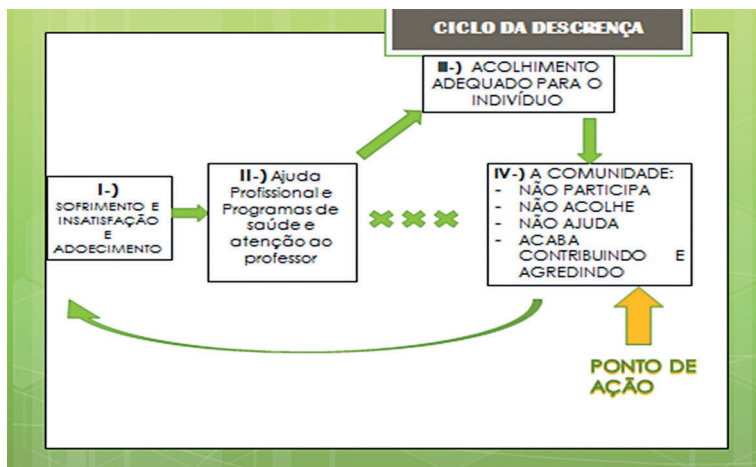 CICLO DA DESCRENÇA
III-) ACOLHIMENTO
ADEQUADO PARA O
INDIVÍDUO
I-)
SOFRIMENTO E
INSATISFAÇÃO
E
ADOECIMENTO
II-) Ajuda
Profissional e
Programas de
saúde e
atenção ao
professor
IV-) A COMUNIDADE:
- NÃO PARTICIPA
- NÃO ACOLHE
- NÃO AJUDA
- ACABA
CONTRIBUINDO E
AGREDINDO
PONTO DE
AÇÃO